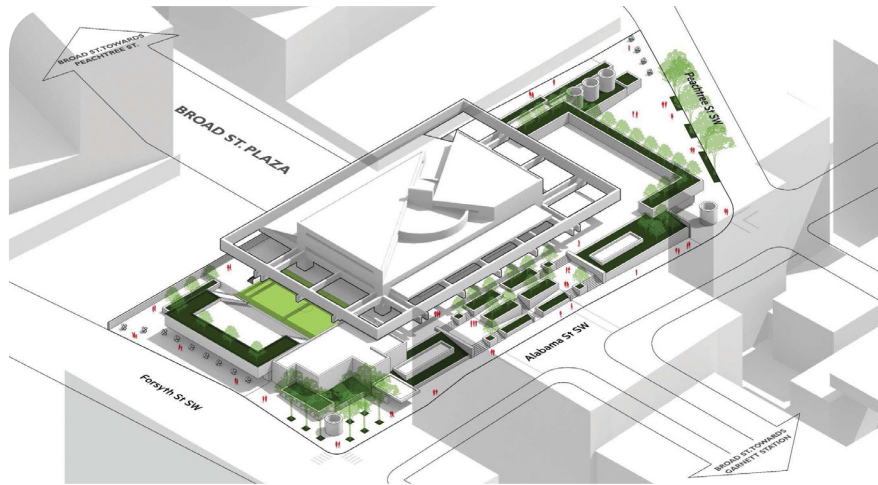 BROAD ST.TOWARDS
PEACHTREE ST.
BROAD ST. PLAZA
Peachtree St SW
Alabama St SW
Forsyth St SW
BROAD ST.TOWARDS
GARNETT STATION